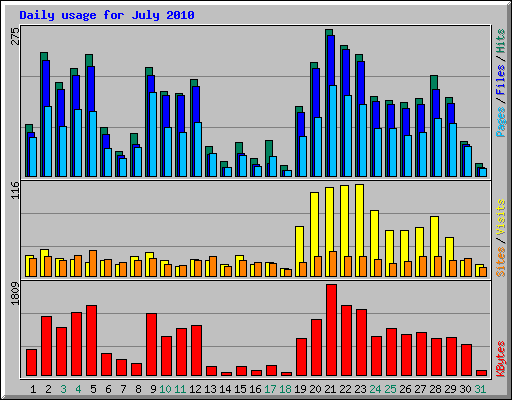 Daily usage for July 2010
275
Pages / Files / Hits
116
Sites / Visits
1809
KBytes
1 2 3 4 5 6 7 8 9 10 11 12 13 14 15 16 17 18 19 20 21 22 23 24 25 26 27 28 29 30 31